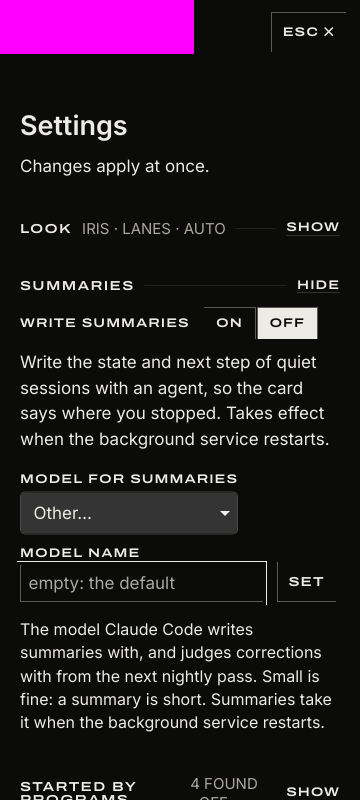 ESC ✕
Settings
Changes apply at once.
LOOK IRIS · LANES · AUTO SHOW
SUMMARIES HIDE
WRITE SUMMARIES ON OFF
Write the state and next step of quiet
sessions with an agent, so the card
says where you stopped. Takes effect
when the background service restarts.
MODEL FOR SUMMARIES
Other...
MODEL NAME
empty: the default SET
The model Claude Code writes
summaries with, and judges corrections
with from the next nightly pass. Small is
fine: a summary is short. Summaries take
it when the background service restarts.
STARTED BY 4 FOUND SHOW
PROGRAMS · OFF